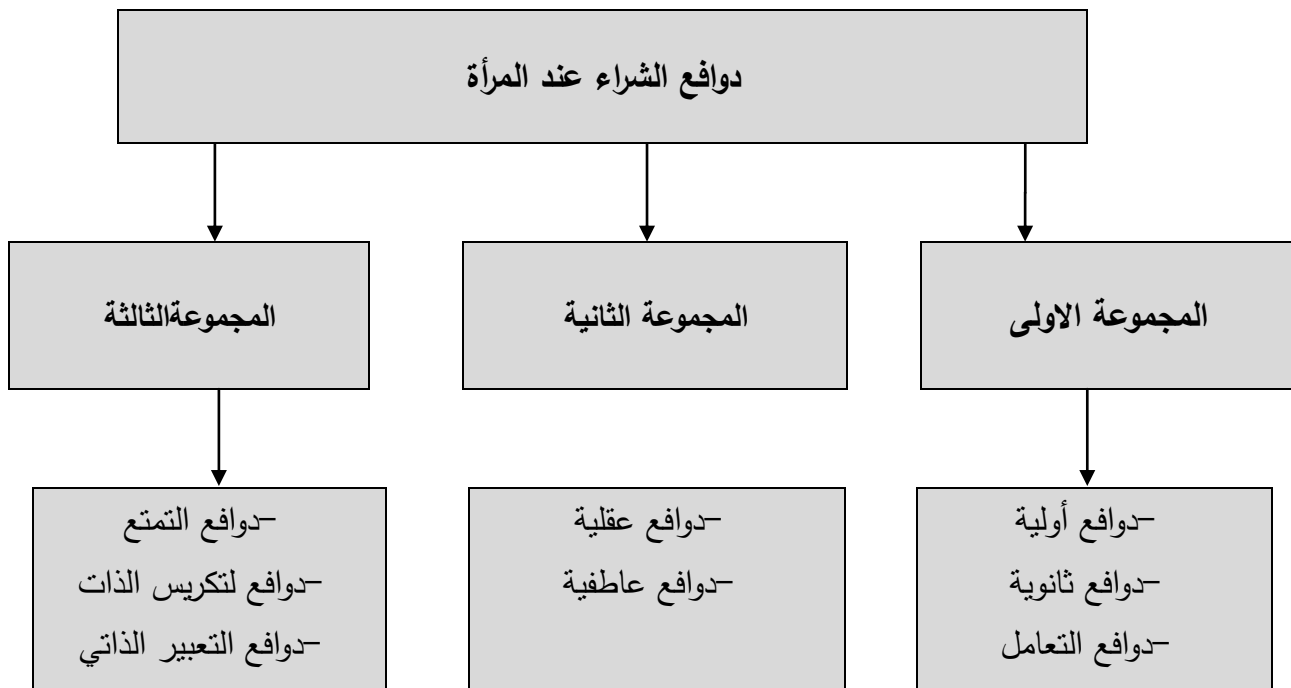 دوافع الشراء عند المرأة
المجموعة الاولى
المجموعة الثانية
المجموعةالثالثة
–دوافع أولية
–دوافع ثانوية
–دوافع التعامل
–دوافع عقلية
–دوافع عاطفية
–دوافع التمتع
–دوافع لتكريس الذات
–دوافع التعبير الذاتي